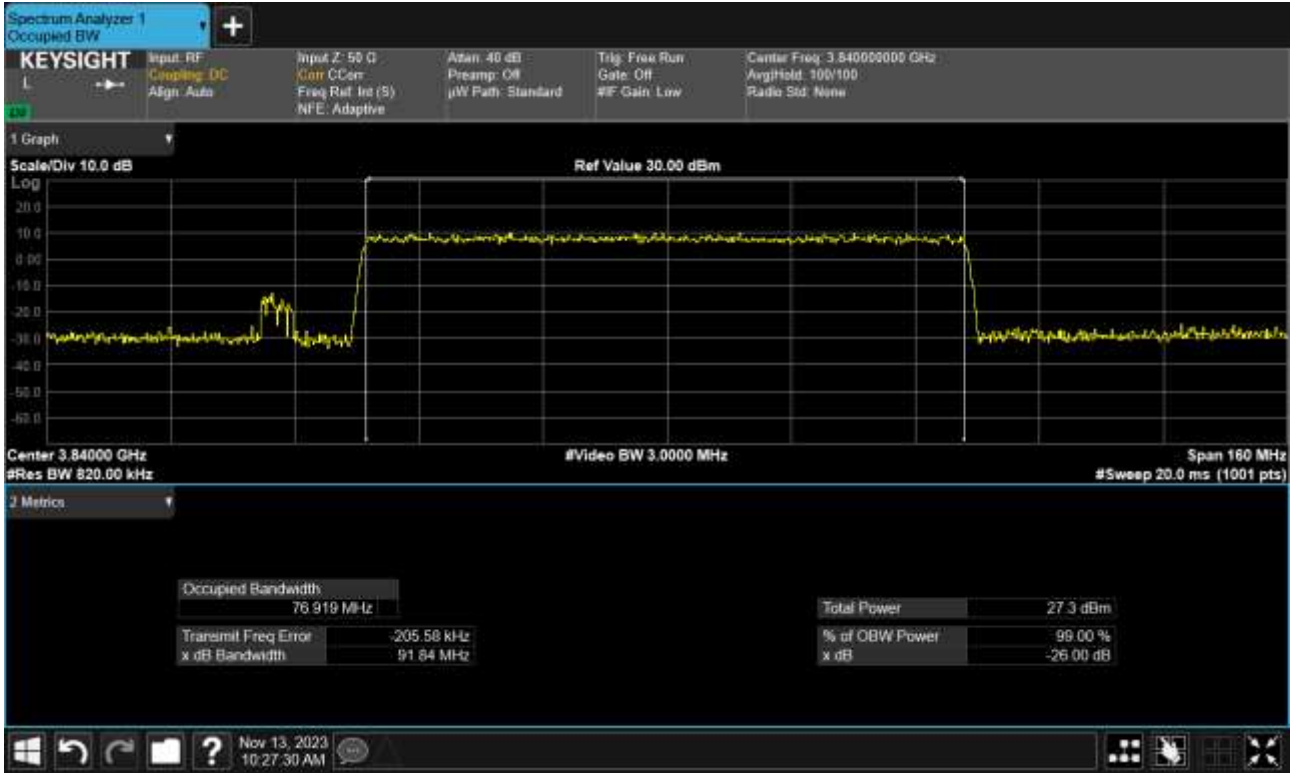 Spectrum Analyzer 1
Occupied BW
+
KEYSIGHT
L
Input: RF
Coupling: DC
Align: Auto
Input Z: 50 Ω
Corr CCorr
Freq Ref: Int (S)
NFE: Adaptive
Atten: 40 dB
Preamp: Off
µW Path: Standard
Trig: Free Run
Gate: Off
#IF Gain: Low
Center Freq: 3.840000000 GHz
Avg|Hold: 100/100
Radio Std: None
1 Graph
Scale/Div 10.0 dB
Ref Value 30.00 dBm
Log
20.0
10.0
0.00
-10.0
-20.0
-30.0
-40.0
-50.0
-60.0
Center 3.84000 GHz
#Video BW 3.0000 MHz
Span 160 MHz
#Res BW 820.00 kHz
#Sweep 20.0 ms (1001 pts)
2 Metrics
Occupied Bandwidth
76.919 MHz
Total Power 27.3 dBm
Transmit Freq Error -205.58 kHz
% of OBW Power 99.00 %
x dB Bandwidth 91.84 MHz
x dB -26.00 dB
?
Nov 13, 2023
10:27:30 AM